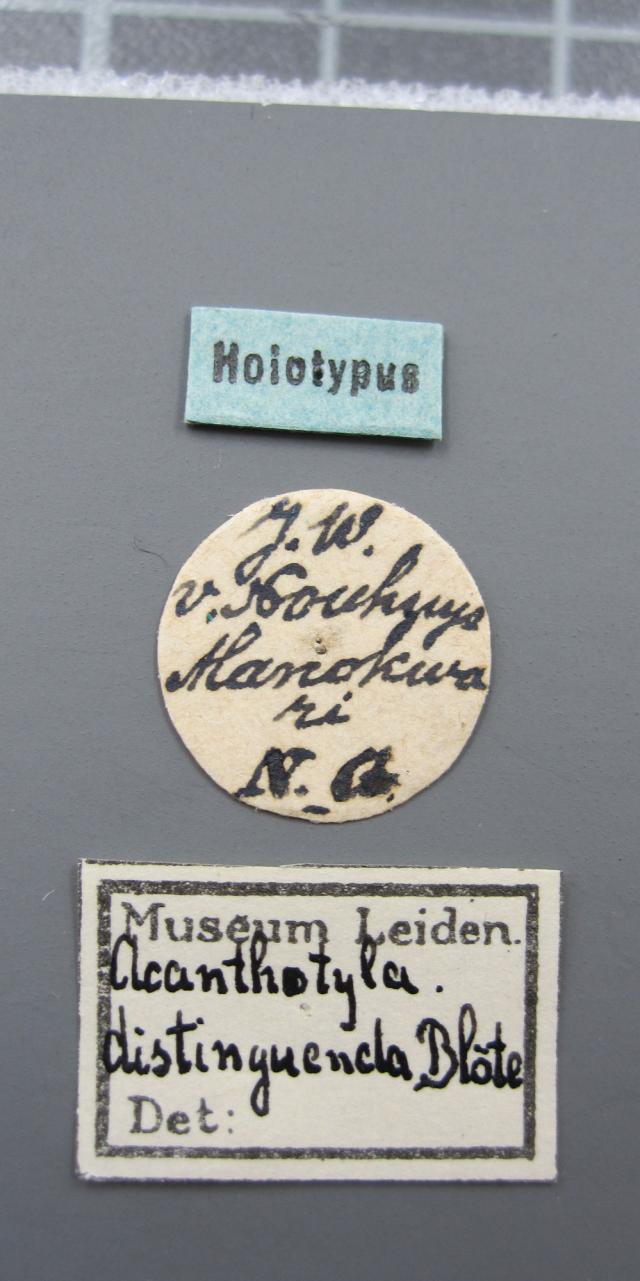 Holotypus
J. W.
v. Nouhuys
Manokwa
ri
N. G.
Museum Leiden.
Acanthotyla.
distinguenda, Blöte
Det: